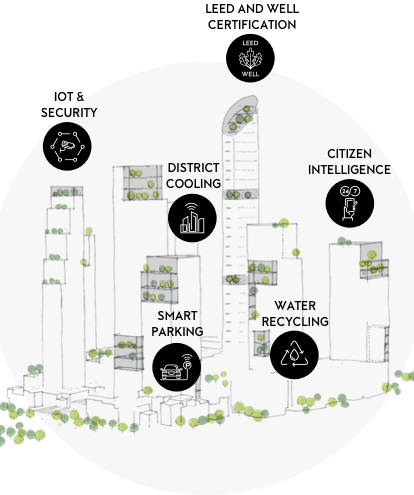 LEED AND WELL
CERTIFICATION
LEED
WELL
IOT &
SECURITY
DISTRICT
COOLING
CITIZEN
INTELLIGENCE
24
7
SMART
PARKING
P
WATER
RECYCLING